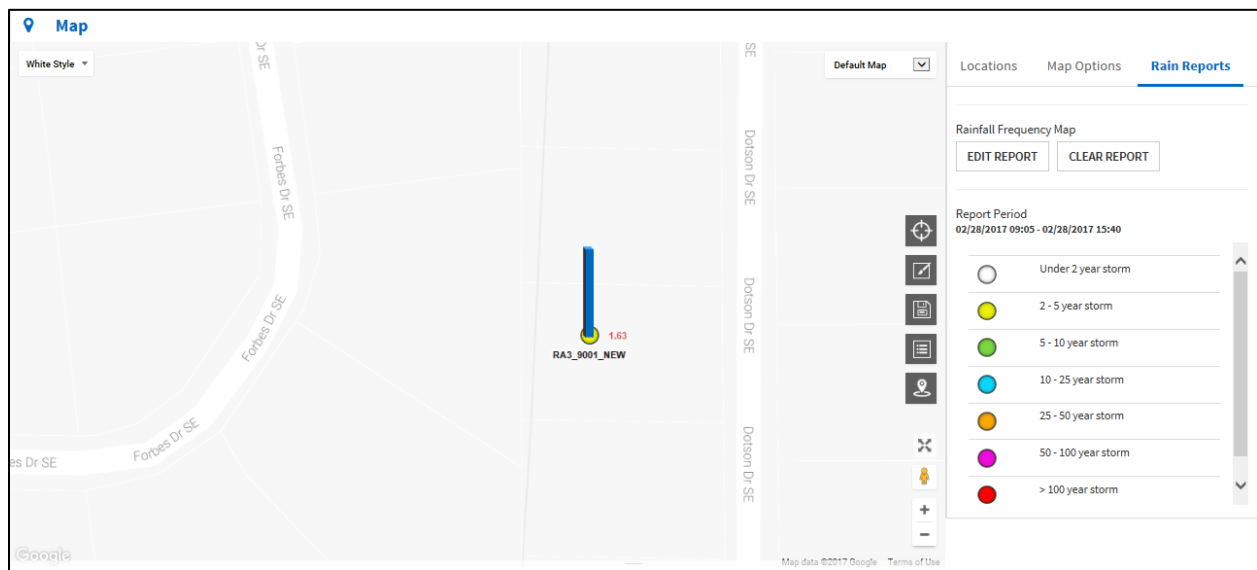 Map
White Style
Default Map
Locations Map Options Rain Reports
Rainfall Frequency Map
EDIT REPORT CLEAR REPORT
Report Period
02/28/2017 09:05 - 02/28/2017 15:40
Under 2 year storm
2 - 5 year storm
5 - 10 year storm
10 - 25 year storm
25 - 50 year storm
50 - 100 year storm
> 100 year storm
Dr SE
Forbes Dr SE
Forbes Dr SE
Forbes Dr SE
es Dr SE
SE
Dotson Dr SE
Dotson Dr SE
Dotson Dr SE
1.63
RA3_9001_NEW
Google
Map data ©2017 Google Terms of Use